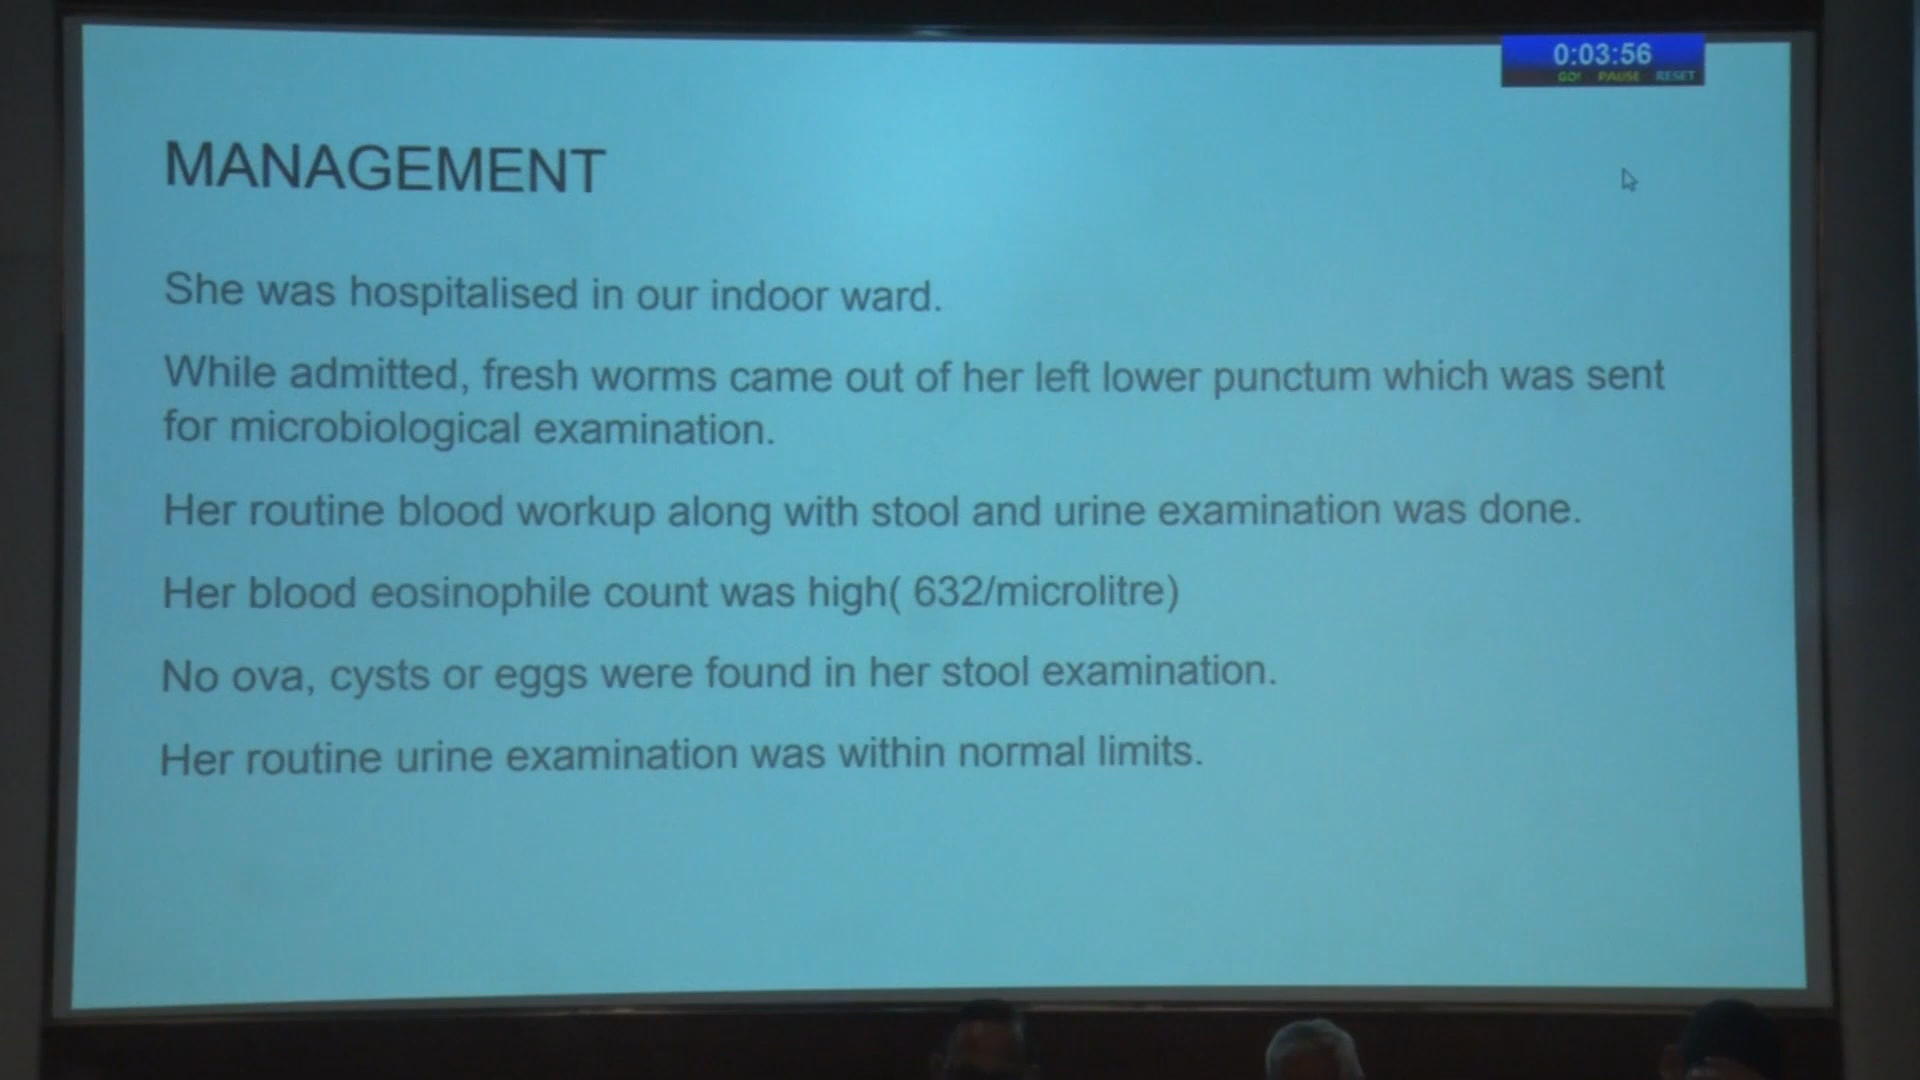 0:03:56
GO! PAUSE RESET
MANAGEMENT
She was hospitalised in our indoor ward.
While admitted, fresh worms came out of her left lower punctum which was sent
for microbiological examination.
Her routine blood workup along with stool and urine examination was done.
Her blood eosinophile count was high( 632/microlitre)
No ova, cysts or eggs were found in her stool examination.
Her routine urine examination was within normal limits.